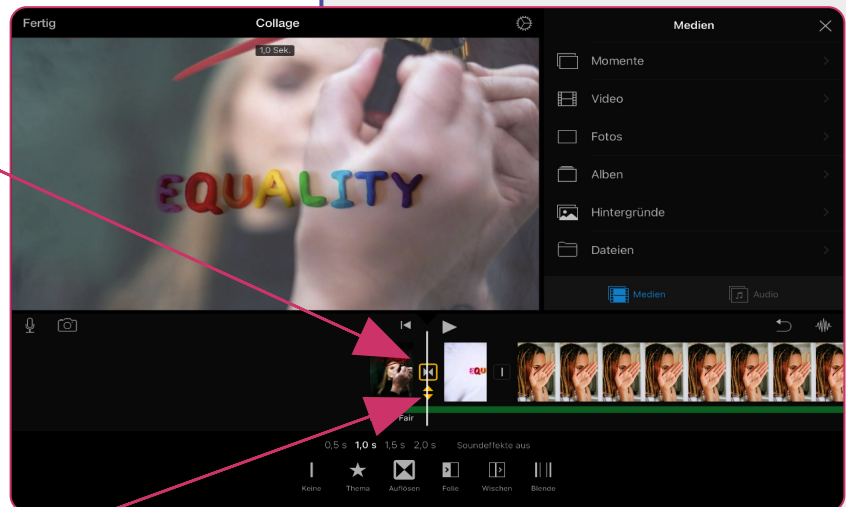 Fertig
Collage
1,0 Sek.
EQUALITY
Medien
Momente
Video
Fotos
Alben
Hintergründe
Dateien
Medien
Audio
EQU
Fair
0,5 s 1,0 s 1,5 s 2,0 s Soundeffekte aus
Keine Thema Auflösen Folie Wischen Blende